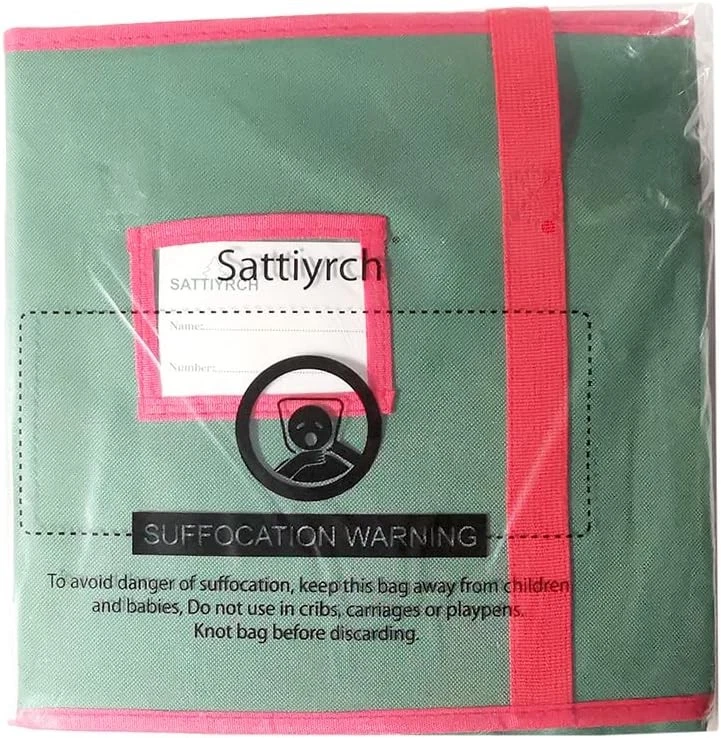 Sattiyrch
SATTIYRCH
Name:
Number:
SUFFOCATION WARNING
To avoid danger of suffocation, keep this bag away from children
and babies, Do not use in cribs, carriages or playpens.
Knot bag before discarding.